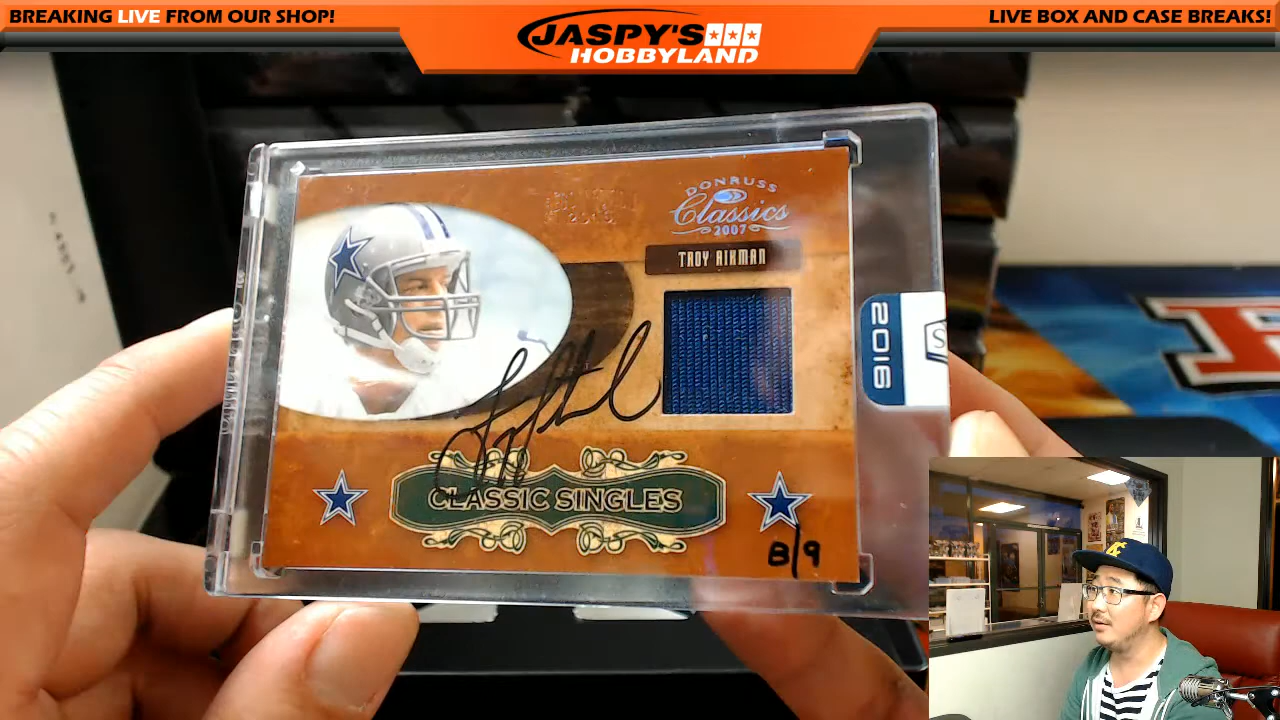 BREAKING LIVE FROM OUR SHOP!
JASPY'S
HOBBYLAND
LIVE BOX AND CASE BREAKS!
DONRUSS
Classics
2007
TROY AIKMAN
2016
CLASSIC SINGLES
8/9